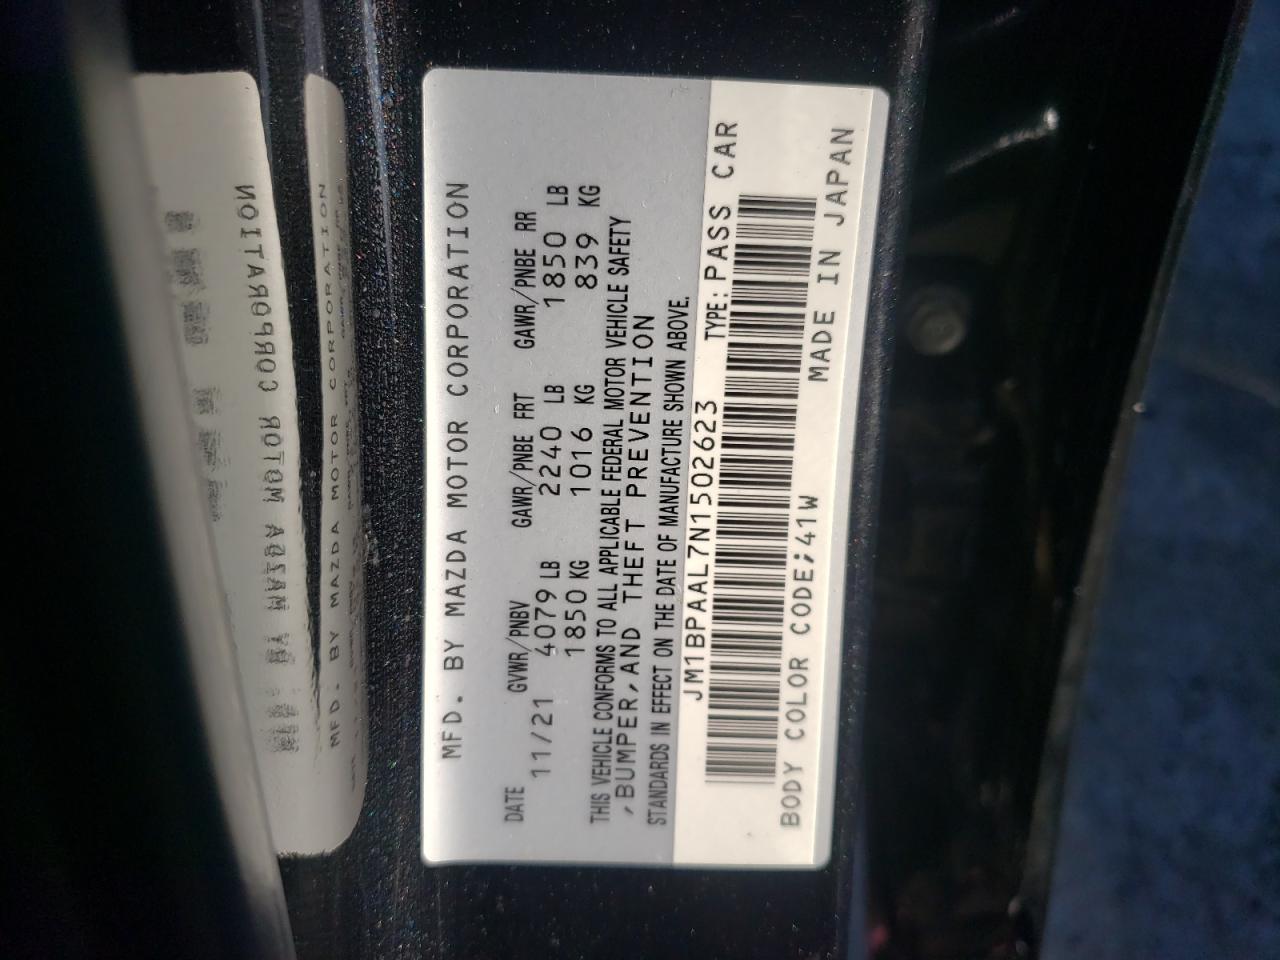 MFD. BY MAZDA MOTOR CORPORATION
DATE GVWR/PNBV GAWR/PNBE FRT GAWR/PNBE RR
11/21 4079 LB 2240 LB 1850 LB
1850 KG 1016 KG 839 KG
THIS VEHICLE CONFORMS TO ALL APPLICABLE FEDERAL MOTOR VEHICLE SAFETY
,BUMPER,AND THEFT PREVENTION
STANDARDS IN EFFECT ON THE DATE OF MANUFACTURE SHOWN ABOVE.
JM1BPAAL7N1502623 TYPE: PASS CAR
BODY COLOR CODE;41W MADE IN JAPAN
MFD. BY MAZDA MOTOR CORPORATION
MAZDA MOTOR CORPORATION